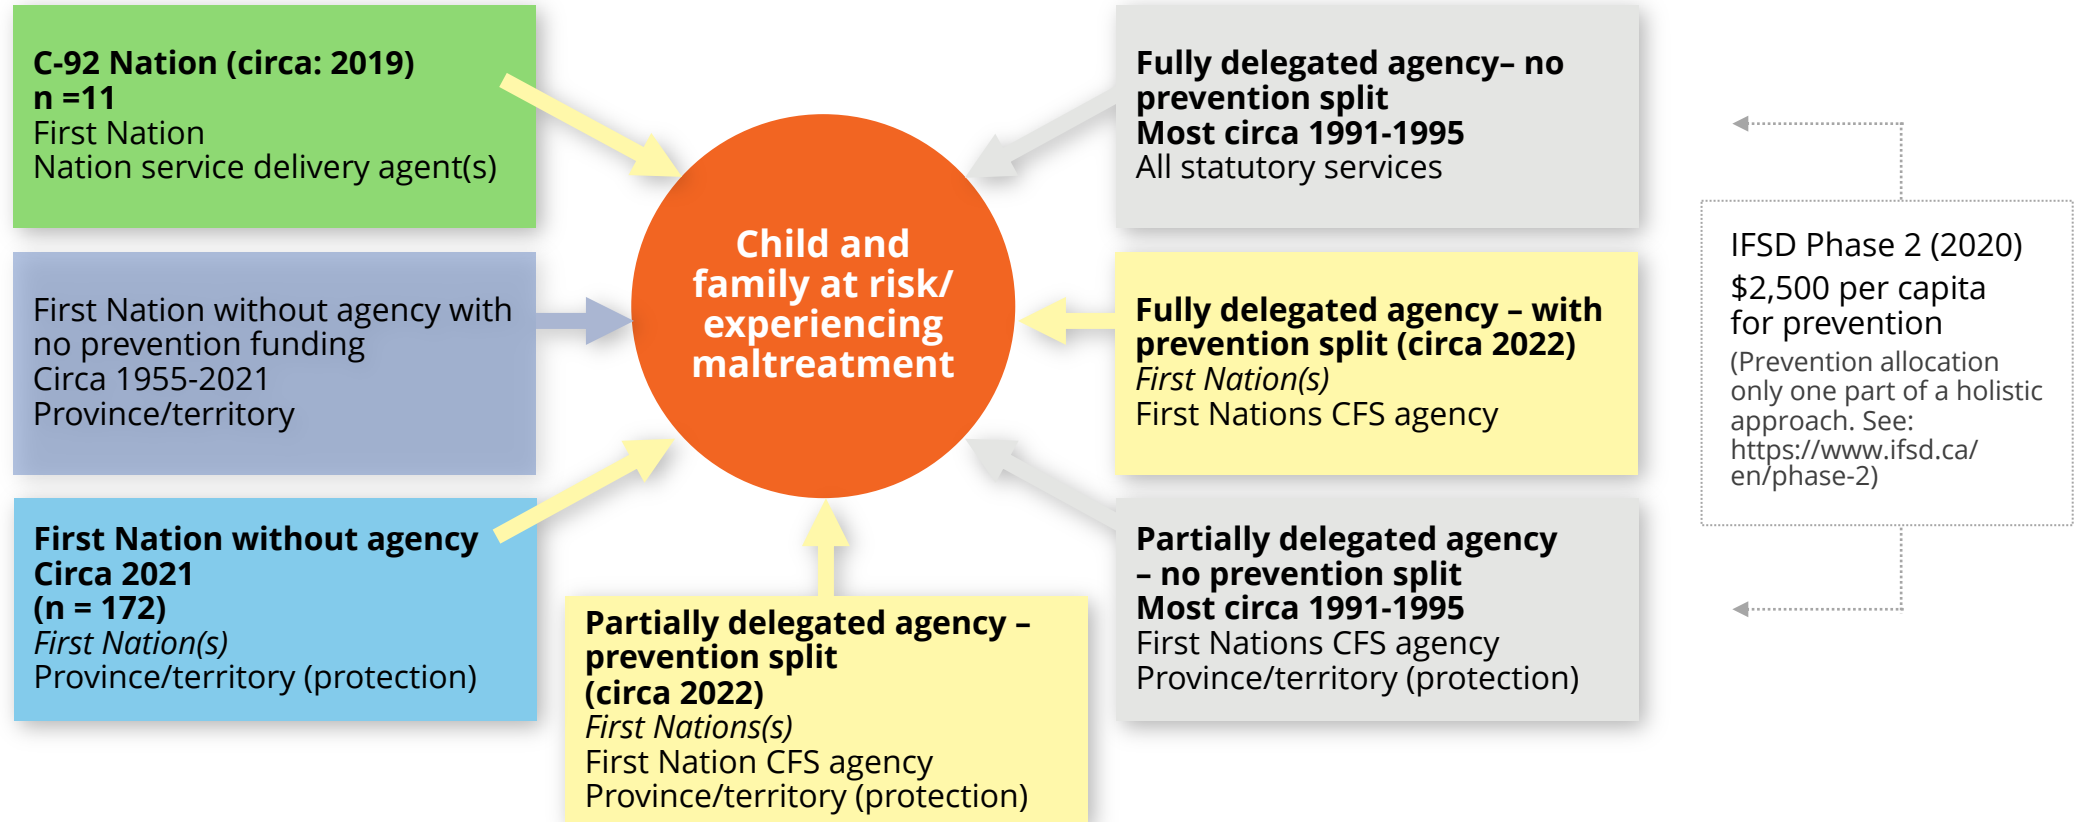 C-92 Nation (circa: 2019)
n =11
First Nation
Nation service delivery agent(s)
First Nation without agency with
no prevention funding
Circa 1955-2021
Province/territory
First Nation without agency
Circa 2021
(n = 172)
First Nation(s)
Province/territory (protection)
Child and
family at risk/
experiencing
maltreatment
Partially delegated agency –
prevention split
(circa 2022)
First Nations(s)
First Nation CFS agency
Province/territory (protection)
Fully delegated agency– no
prevention split
Most circa 1991-1995
All statutory services
Fully delegated agency – with
prevention split (circa 2022)
First Nation(s)
First Nations CFS agency
Partially delegated agency
– no prevention split
Most circa 1991-1995
First Nations CFS agency
Province/territory (protection)
IFSD Phase 2 (2020)
$2,500 per capita
for prevention
(Prevention allocation
only one part of a holistic
approach. See:
https://www.ifsd.ca/
en/phase-2)